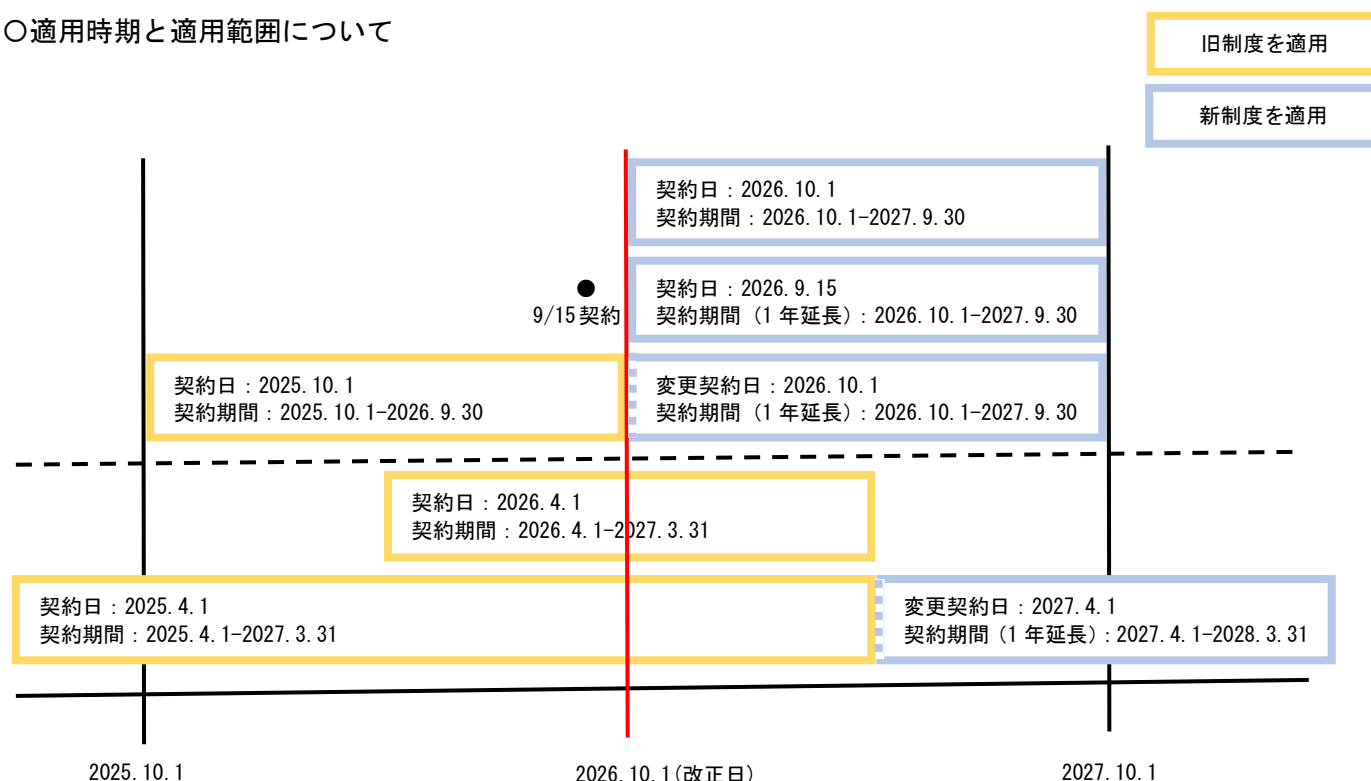 〇適用時期と適用範囲について
旧制度を適用
新制度を適用
契約日：2026.10.1
契約期間：2026.10.1-2027.9.30
9/15契約
契約日：2026.9.15
契約期間（1年延長）：2026.10.1-2027.9.30
契約日：2025.10.1
契約期間：2025.10.1-2026.9.30
変更契約日：2026.10.1
契約期間（1年延長）：2026.10.1-2027.9.30
契約日：2026.4.1
契約期間：2026.4.1-2027.3.31
契約日：2025.4.1
契約期間：2025.4.1-2027.3.31
変更契約日：2027.4.1
契約期間（1年延長）：2027.4.1-2028.3.31
2025.10.1
2026.10.1(改正日)
2027.10.1